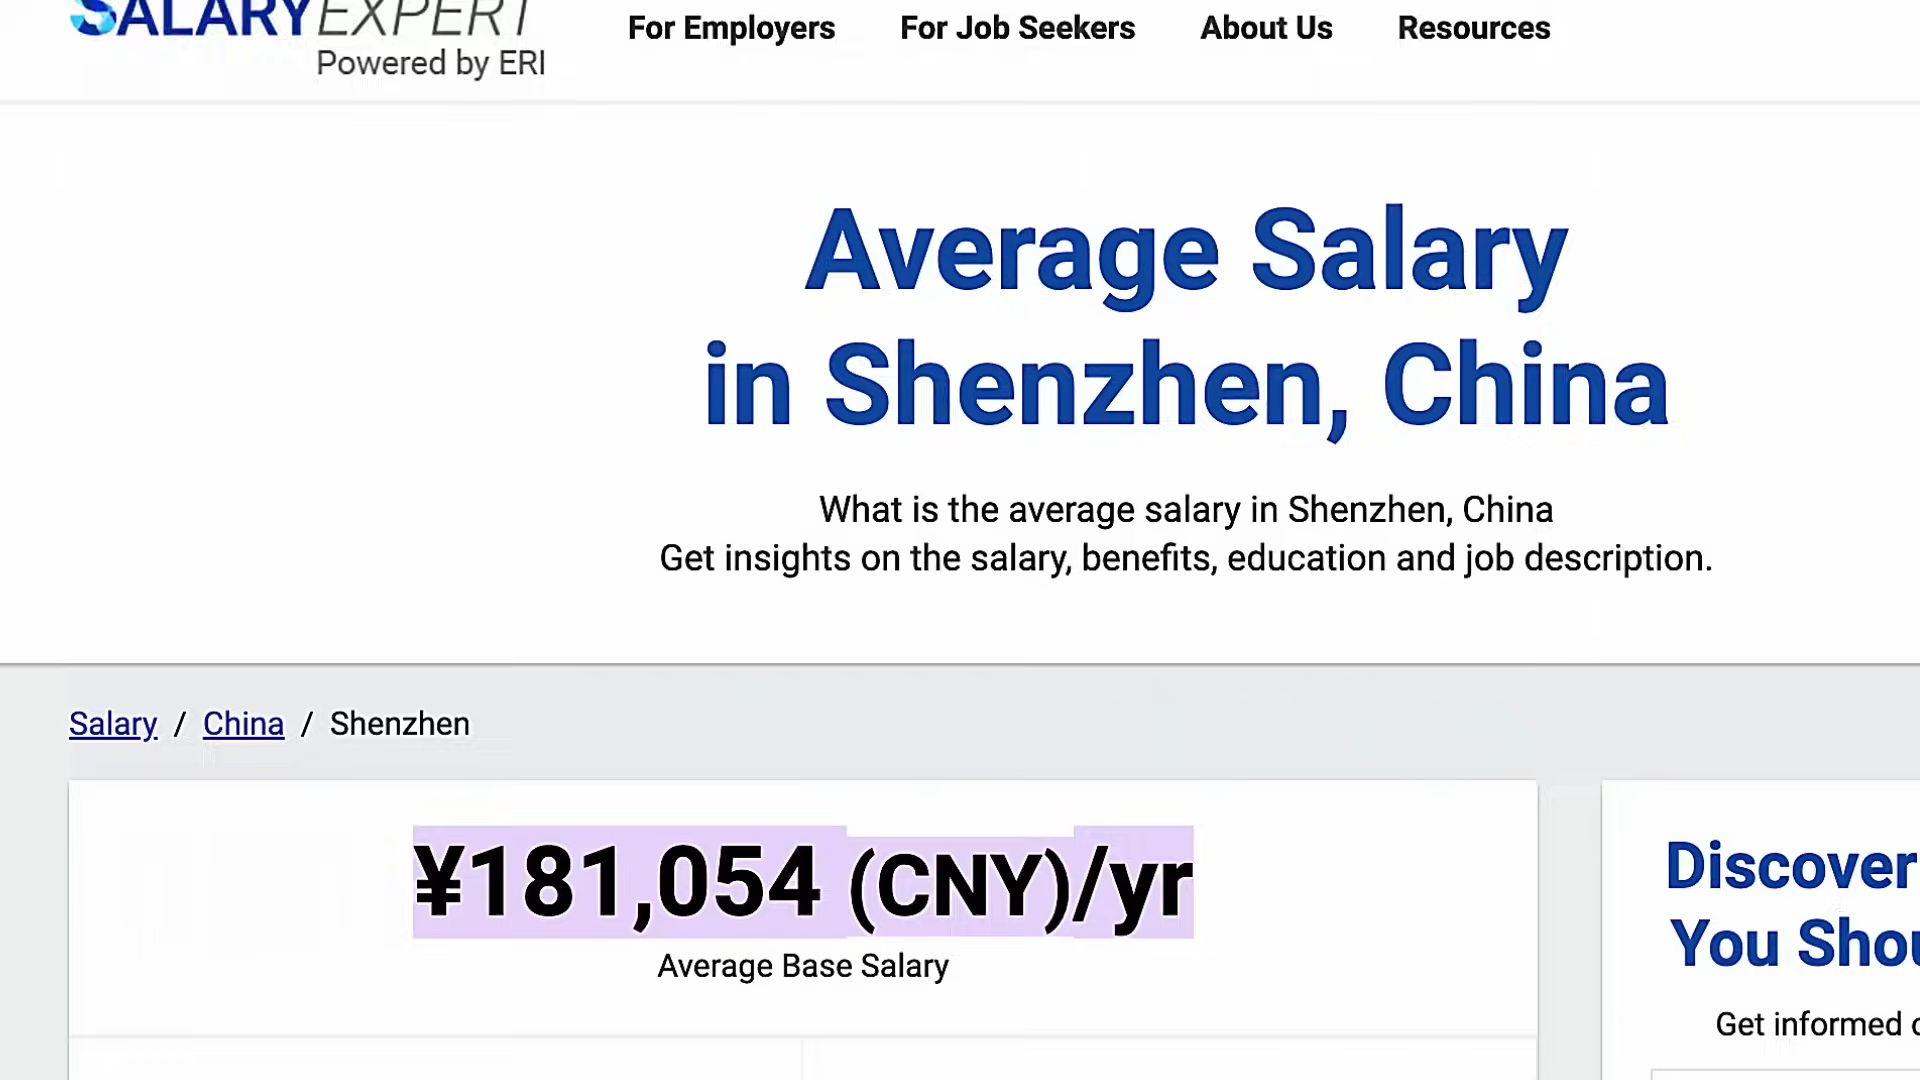 SALARYEXPERT
Powered by ERI
For Employers
For Job Seekers
About Us
Resources
Average Salary
in Shenzhen, China
What is the average salary in Shenzhen, China
Get insights on the salary, benefits, education and job description.
Salary / China / Shenzhen
¥181,054 (CNY)/yr
Average Base Salary
Discover
You Shou
Get informed